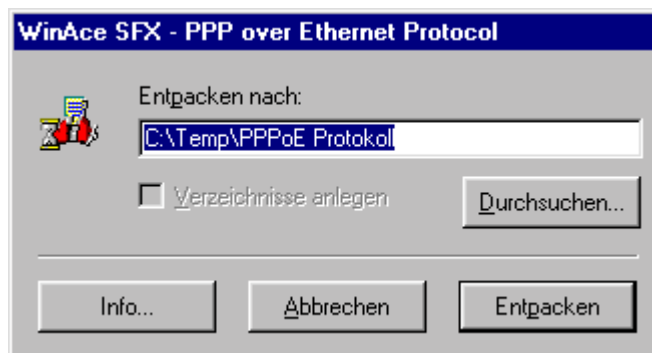 WinAce SFX - PPP over Ethernet Protocol
Entpacken nach:
C:\Temp\PPPoE Protokoll
Verzeichnisse anlegen
Durchsuchen...
Info...
Abbrechen
Entpacken